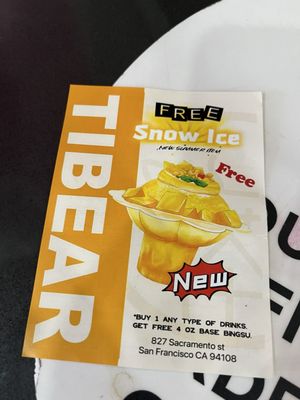 TIBEAR
FREE
Snow Ice
NEW SUMMER ITEM
Free
New
*BUY 1 ANY TYPE OF DRINKS,
GET FREE 4 OZ BASE BINGSU.
827 Sacramento st
San Francisco CA 94108